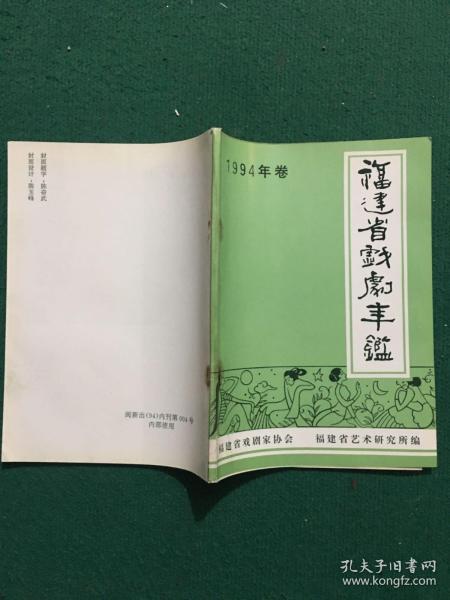 1994年卷
福建省戏剧年鑑
福建省戏剧家协会 福建省艺术研究所编
封面题字·陈奋武
封面设计·陈玉峰
闽新出(94)内刊第004号
内部使用
孔夫子旧书网
www.kongfz.com